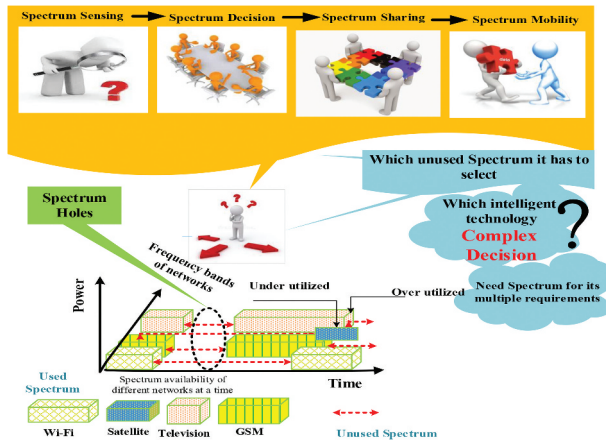 Spectrum Sensing
Spectrum Decision
Spectrum Sharing
Spectrum Mobility
Which unused Spectrum it has to
select
Spectrum
Holes
Which intelligent
technology
Complex
Decision
?
Frequency bands
of networks
Under utilized
Over utilized
Need Spectrum for its
multiple requirements
Power
Time
Used
Spectrum
Spectrum availability of
different networks at a time
Wi-Fi
Satellite
Television
GSM
Unused Spectrum